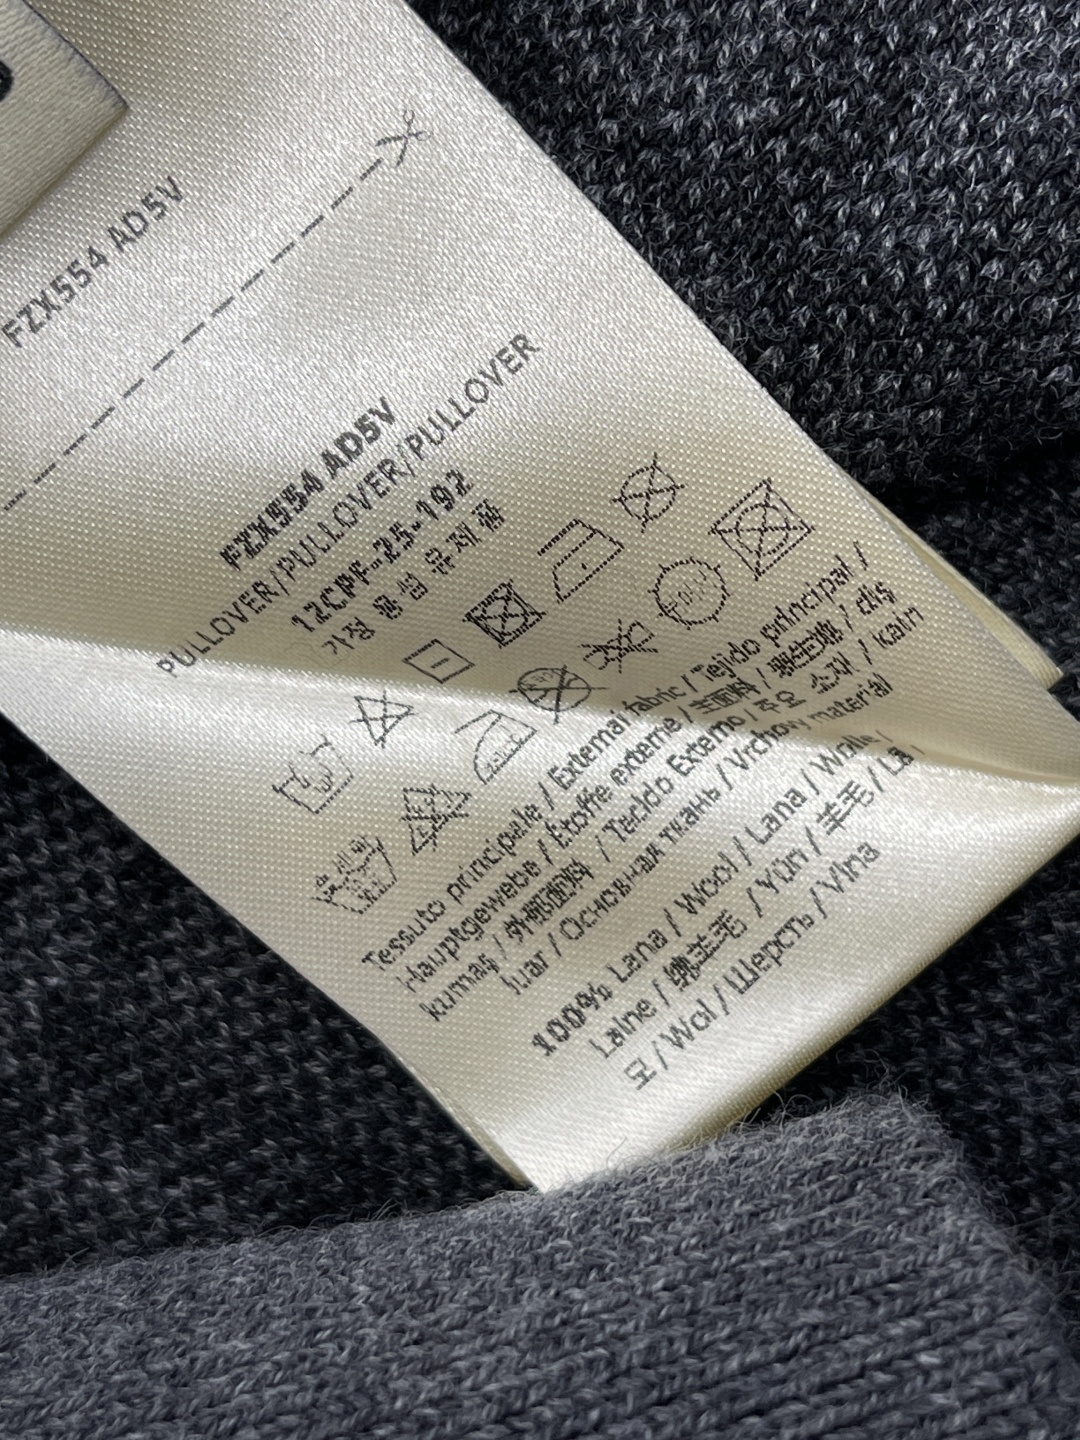 FZX554 AD5V
FZX554 AD5V
PULLOVER/PULLOVER/PULLOVER
12CPF-25-192
가정 용 섬 유 제 품
Tessuto principale / External fabric / Tejido principal /
Hauptgewebe / Étoffe externe / 主面料 / 表生地 / dış
kumaş / 外部面料 / Tecido Externo / 주요 소재 / Kain
luar / Основная ткань / Vrchový materiál
100% Lana / Wool / Lana / Wolle /
Laine / 绵羊毛 / Yün / 羊毛 / Lã /
모 / Wol / Шерсть / Vlna